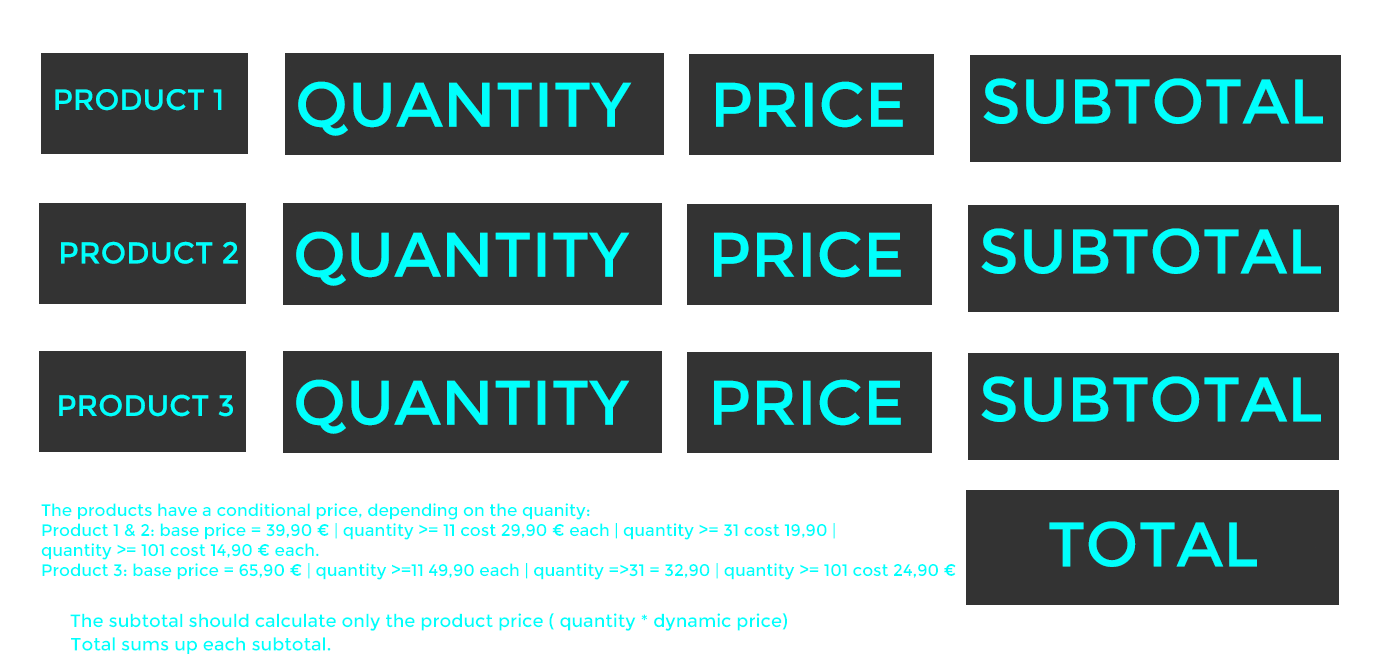 PRODUCT 1 QUANTITY PRICE SUBTOTAL
PRODUCT 2 QUANTITY PRICE SUBTOTAL
PRODUCT 3 QUANTITY PRICE SUBTOTAL
TOTAL
The products have a conditional price, depending on the quanity:
Product 1 & 2: base price = 39,90 € | quantity >= 11 cost 29,90 € each | quantity >= 31 cost 19,90 |
quantity >= 101 cost 14,90 € each.
Product 3: base price = 65,90 € | quantity >=11 49,90 each | quantity =>31 = 32,90 | quantity >= 101 cost 24,90 €
The subtotal should calculate only the product price ( quantity * dynamic price)
Total sums up each subtotal.